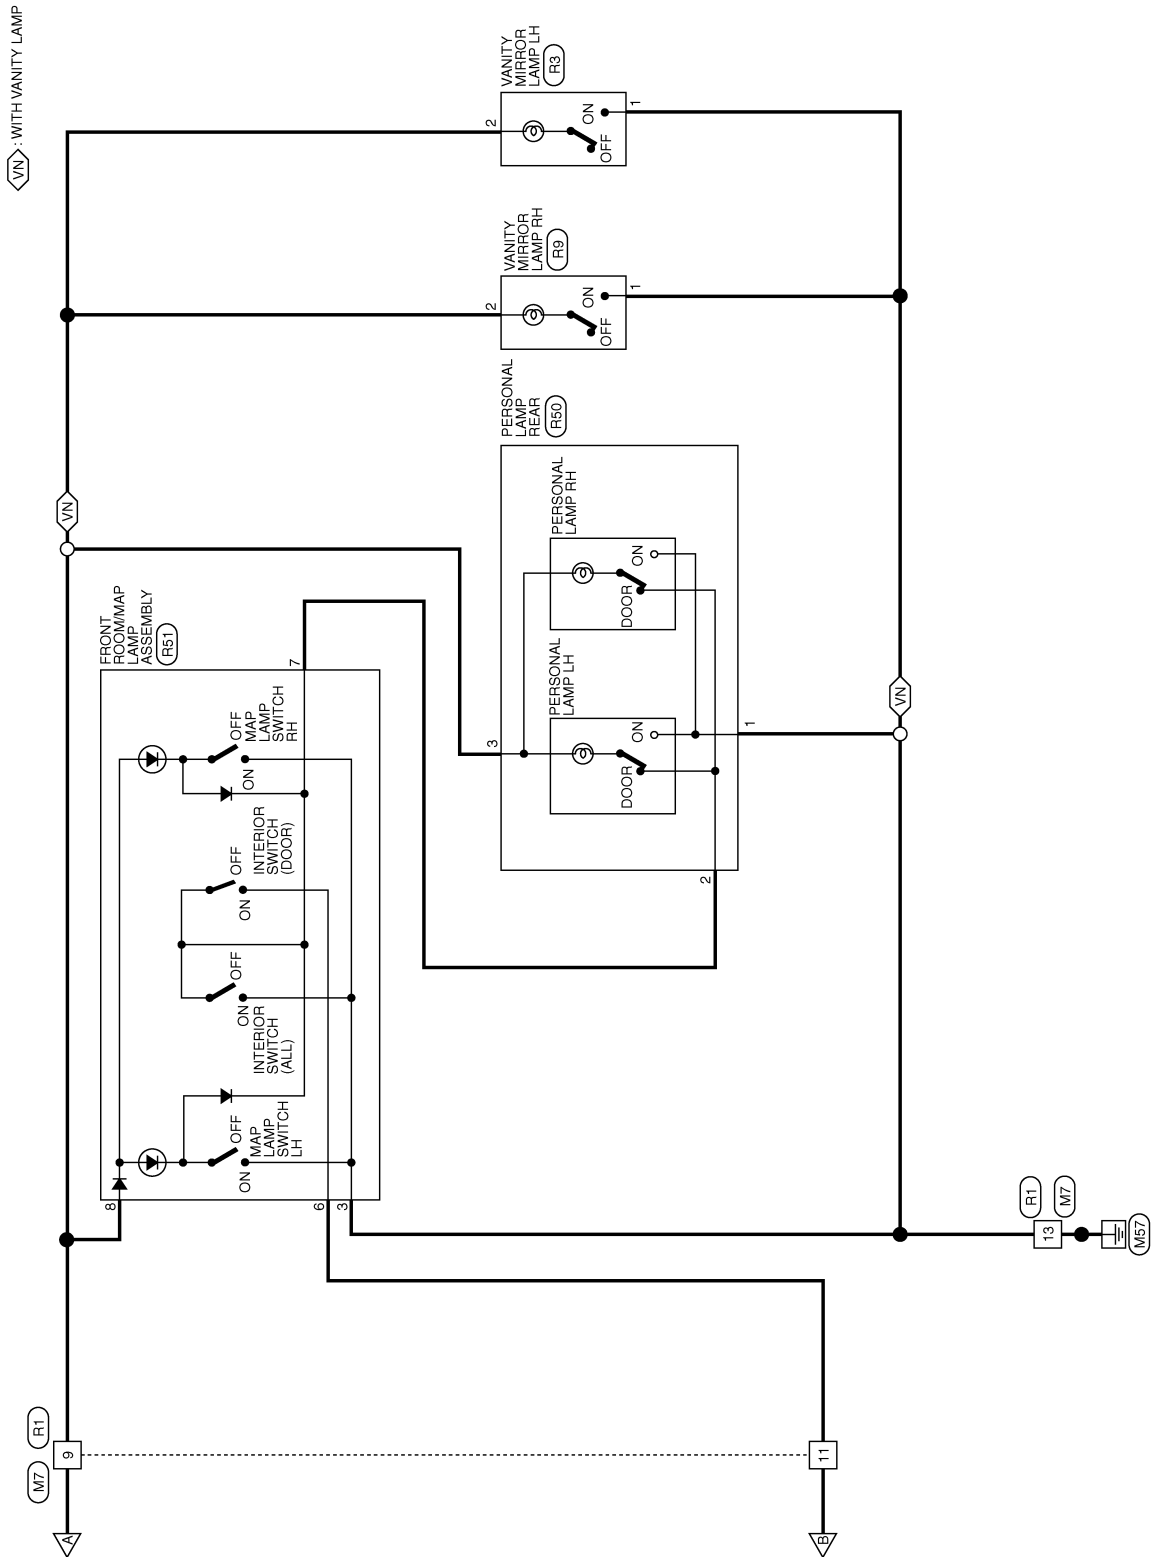 VN : WITH VANITY LAMP
A
M7
9
R1
VN
FRONT
ROOM/MAP
LAMP
ASSEMBLY
R51
8
6
3
7
ON
OFF
MAP
LAMP
SWITCH
LH
ON
OFF
INTERIOR
SWITCH
(ALL)
ON
OFF
INTERIOR
SWITCH
(DOOR)
ON
OFF
MAP
LAMP
SWITCH
RH
PERSONAL
LAMP
REAR
R50
3
2
1
PERSONAL
LAMP LH
DOOR
ON
PERSONAL
LAMP RH
DOOR
ON
VANITY
MIRROR
LAMP RH
R9
2
OFF
ON
1
VANITY
MIRROR
LAMP LH
R3
2
OFF
ON
1
B
11
VN
R1
M7
13
M57